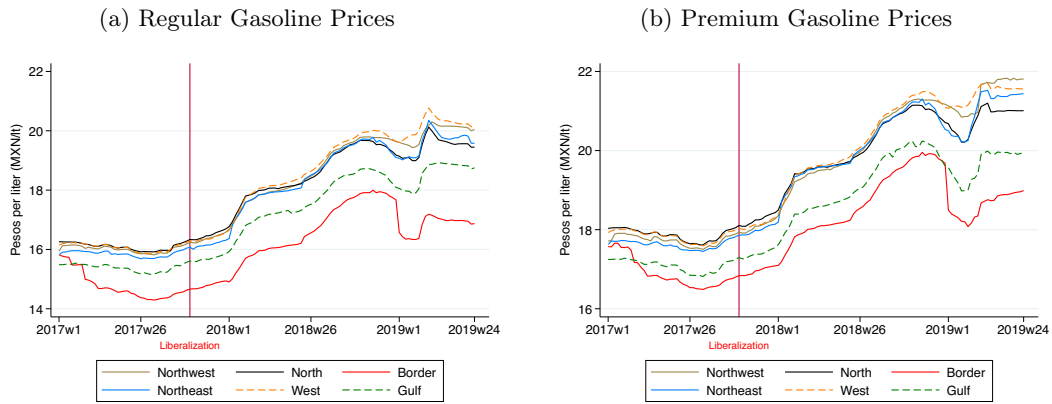 (a) Regular Gasoline Prices
Pesos per liter (MXN/lt)
22
20
18
16
14
2017w1 2017w26 2018w1 2018w26 2019w1 2019w24
Liberalization
Northwest North Border
Northeast West Gulf
(b) Premium Gasoline Prices
Pesos per liter (MXN/lt)
22
20
18
16
2017w1 2017w26 2018w1 2018w26 2019w1 2019w24
Liberalization
Northwest North Border
Northeast West Gulf